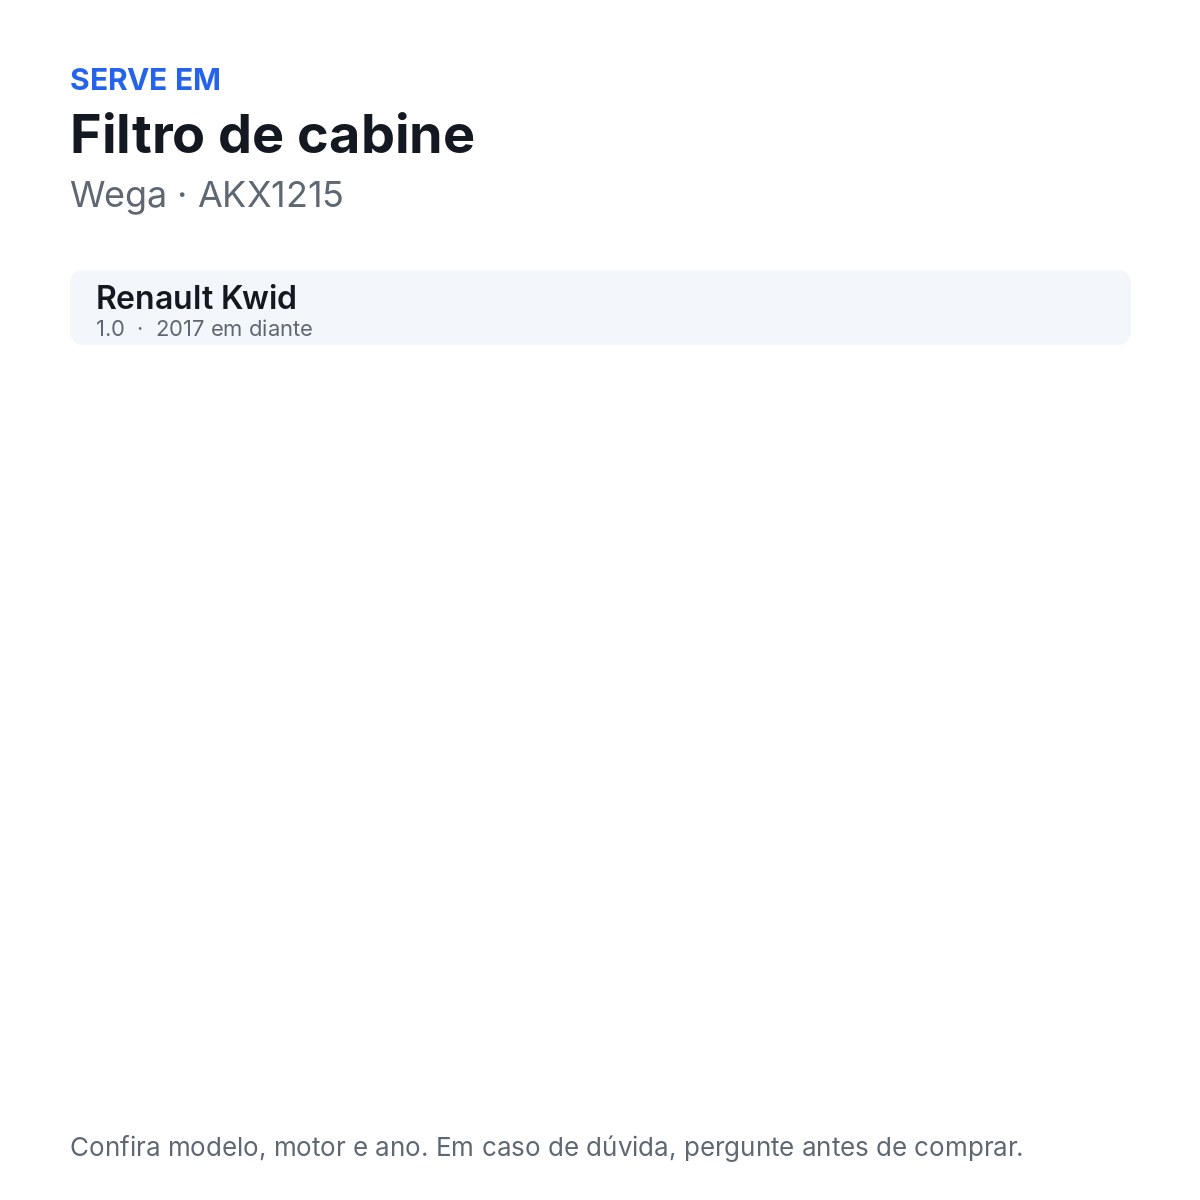 SERVE EM
Filtro de cabine
Wega · AKX1215
Renault Kwid
1.0 · 2017 em diante
Confira modelo, motor e ano. Em caso de dúvida, pergunte antes de comprar.